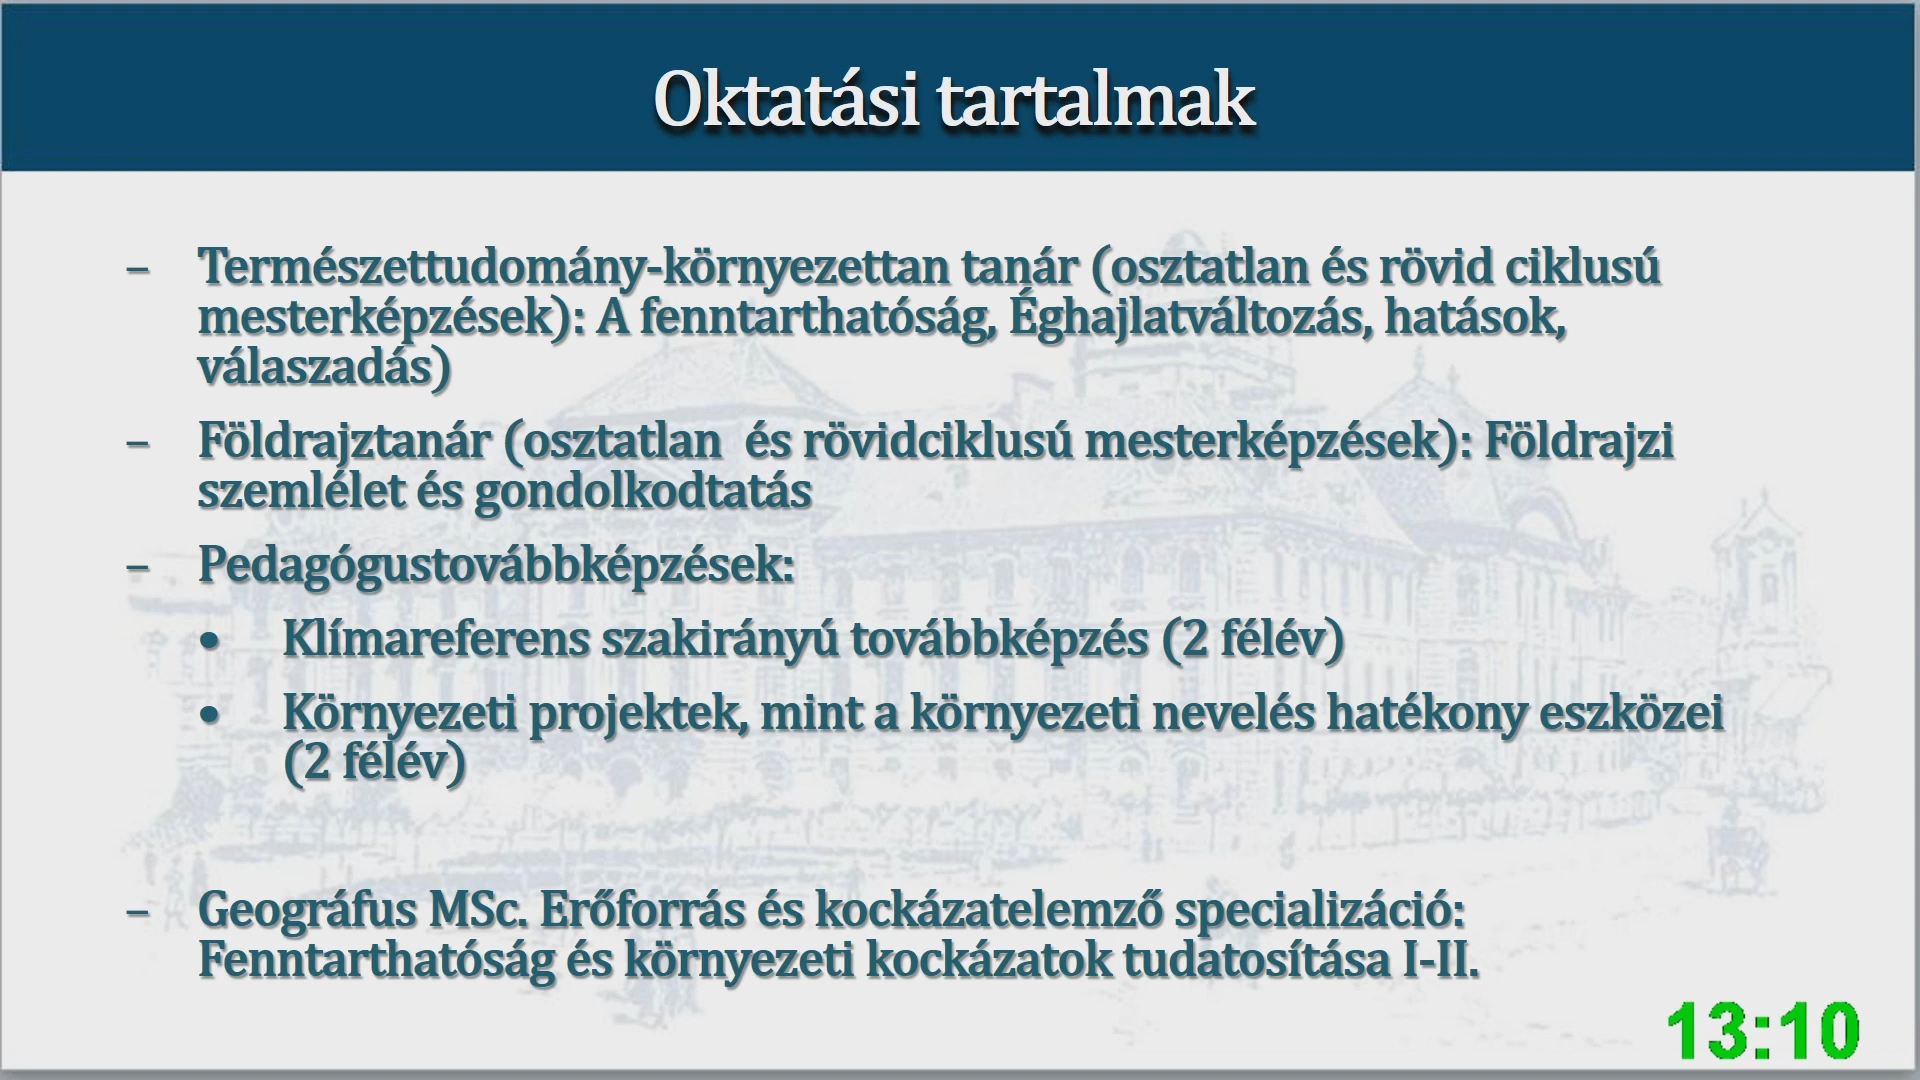 Oktatási tartalmak
– Természettudomány-környezettan tanár (osztatlan és rövid ciklusú
mesterképzések): A fenntarthatóság, Éghajlatváltozás, hatások,
válaszadás)
– Földrajztanár (osztatlan  és rövidciklusú mesterképzések): Földrajzi
szemlélet és gondolkodtatás
– Pedagógustovábbképzések:
• Klímareferens szakirányú továbbképzés (2 félév)
• Környezeti projektek, mint a környezeti nevelés hatékony eszközei
(2 félév)
– Geográfus MSc. Erőforrás és kockázatelemző specializáció:
Fenntarthatóság és környezeti kockázatok tudatosítása I-II.
13:10